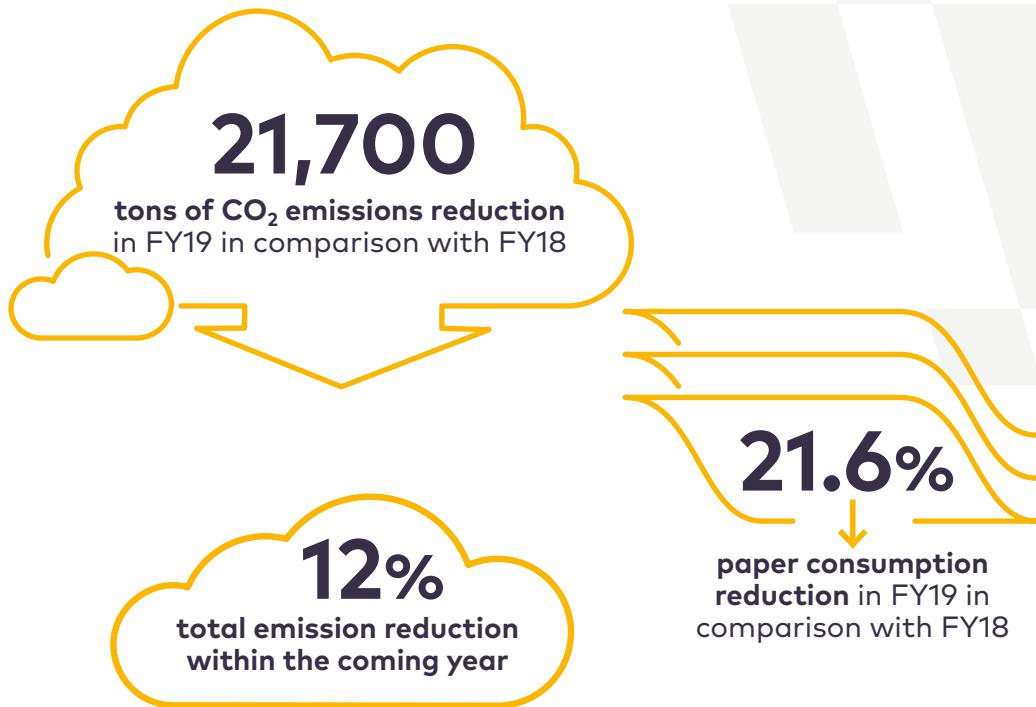 21,700
tons of CO₂ emissions reduction
in FY19 in comparison with FY18
21.6%
paper consumption
reduction in FY19 in
comparison with FY18
12%
total emission reduction
within the coming year